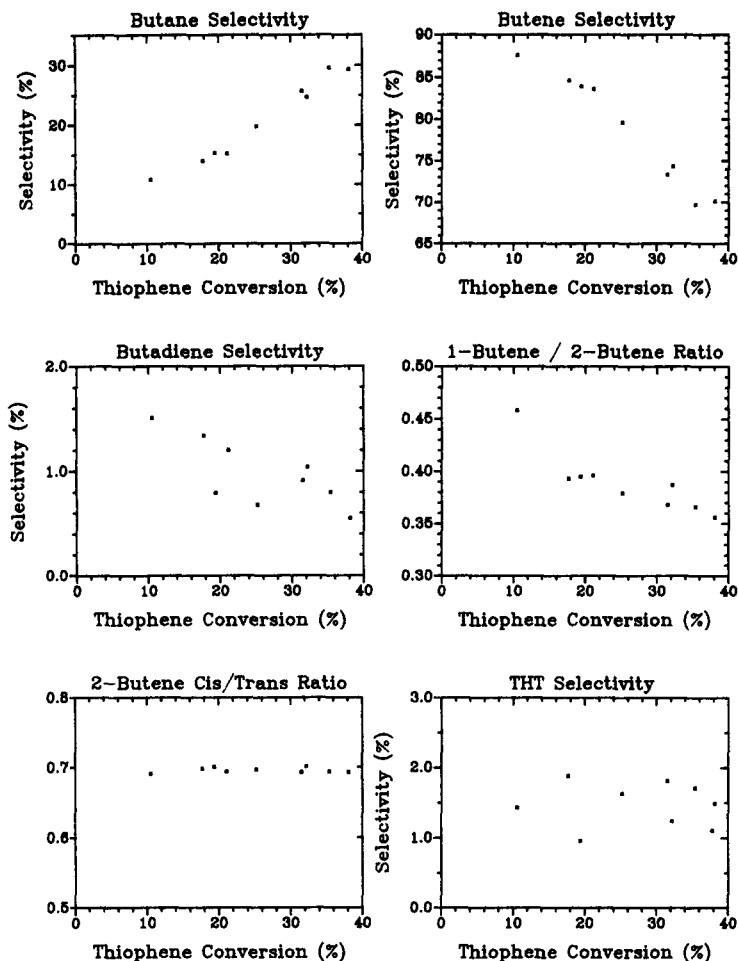 Butane Selectivity
Selectivity (%)
30
20
10
0
0 10 20 30 40
Thiophene Conversion (%)
Butene Selectivity
Selectivity (%)
90
85
80
75
70
65
0 10 20 30 40
Thiophene Conversion (%)
Butadiene Selectivity
Selectivity (%)
2.0
1.0
0.0
0 10 20 30 40
Thiophene Conversion (%)
1-Butene / 2-Butene Ratio
0.50
0.45
0.40
0.35
0.30
0 10 20 30 40
Thiophene Conversion (%)
2-Butene Cis/Trans Ratio
0.8
0.7
0.6
0.5
0 10 20 30 40
Thiophene Conversion (%)
THT Selectivity
Selectivity (%)
3.0
2.0
1.0
0.0
0 10 20 30 40
Thiophene Conversion (%)